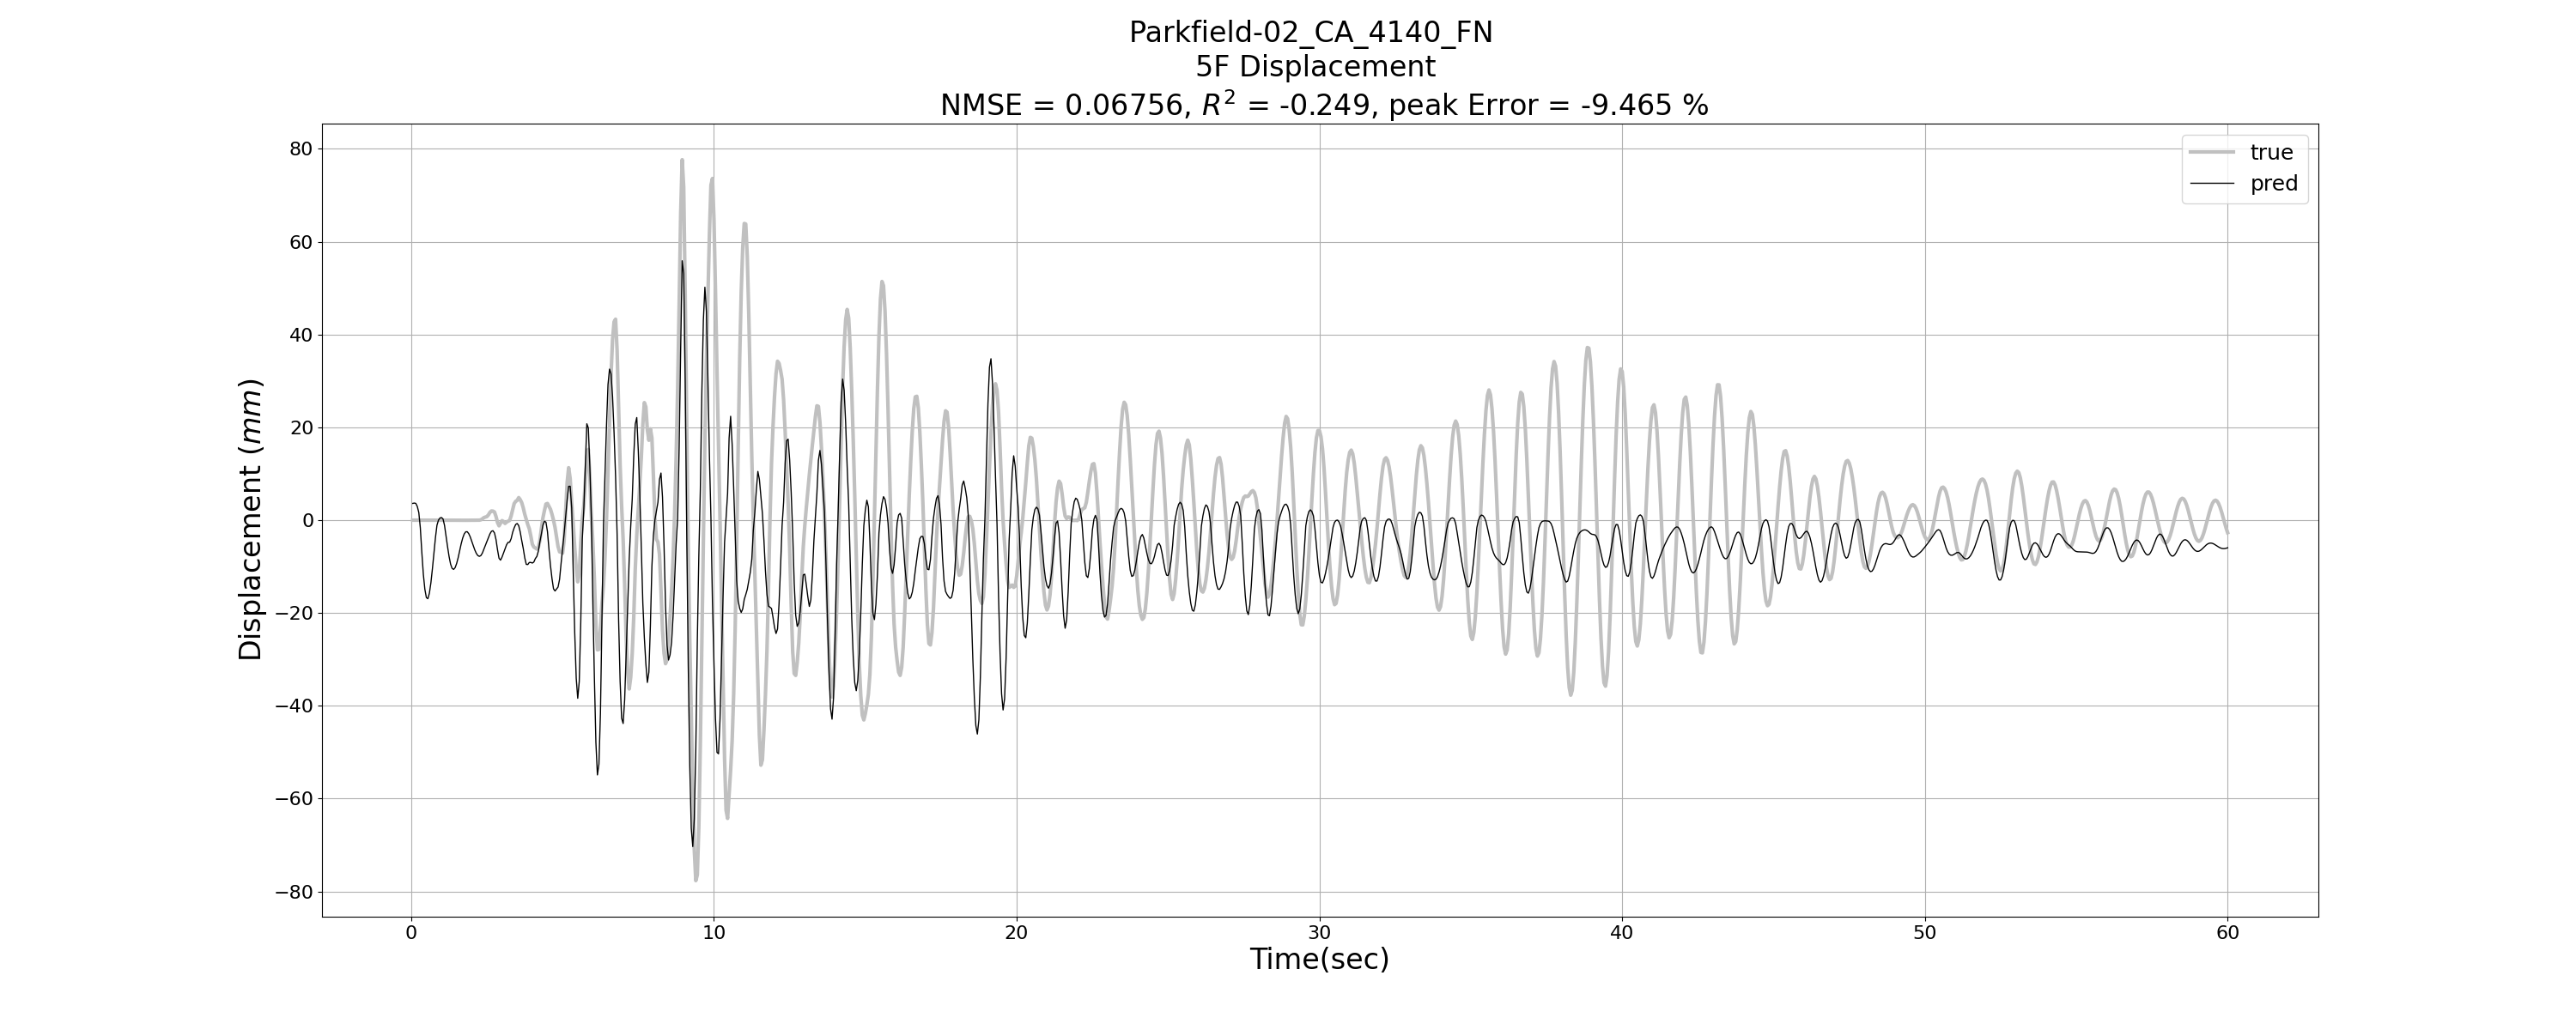 Parkfield-02_CA_4140_FN
5F Displacement
NMSE = 0.06756, R² = -0.249, peak Error = -9.465 %
80
60
40
20
0
−20
−40
−60
−80
Displacement (mm)
true
pred
0 10 20 30 40 50 60
Time(sec)